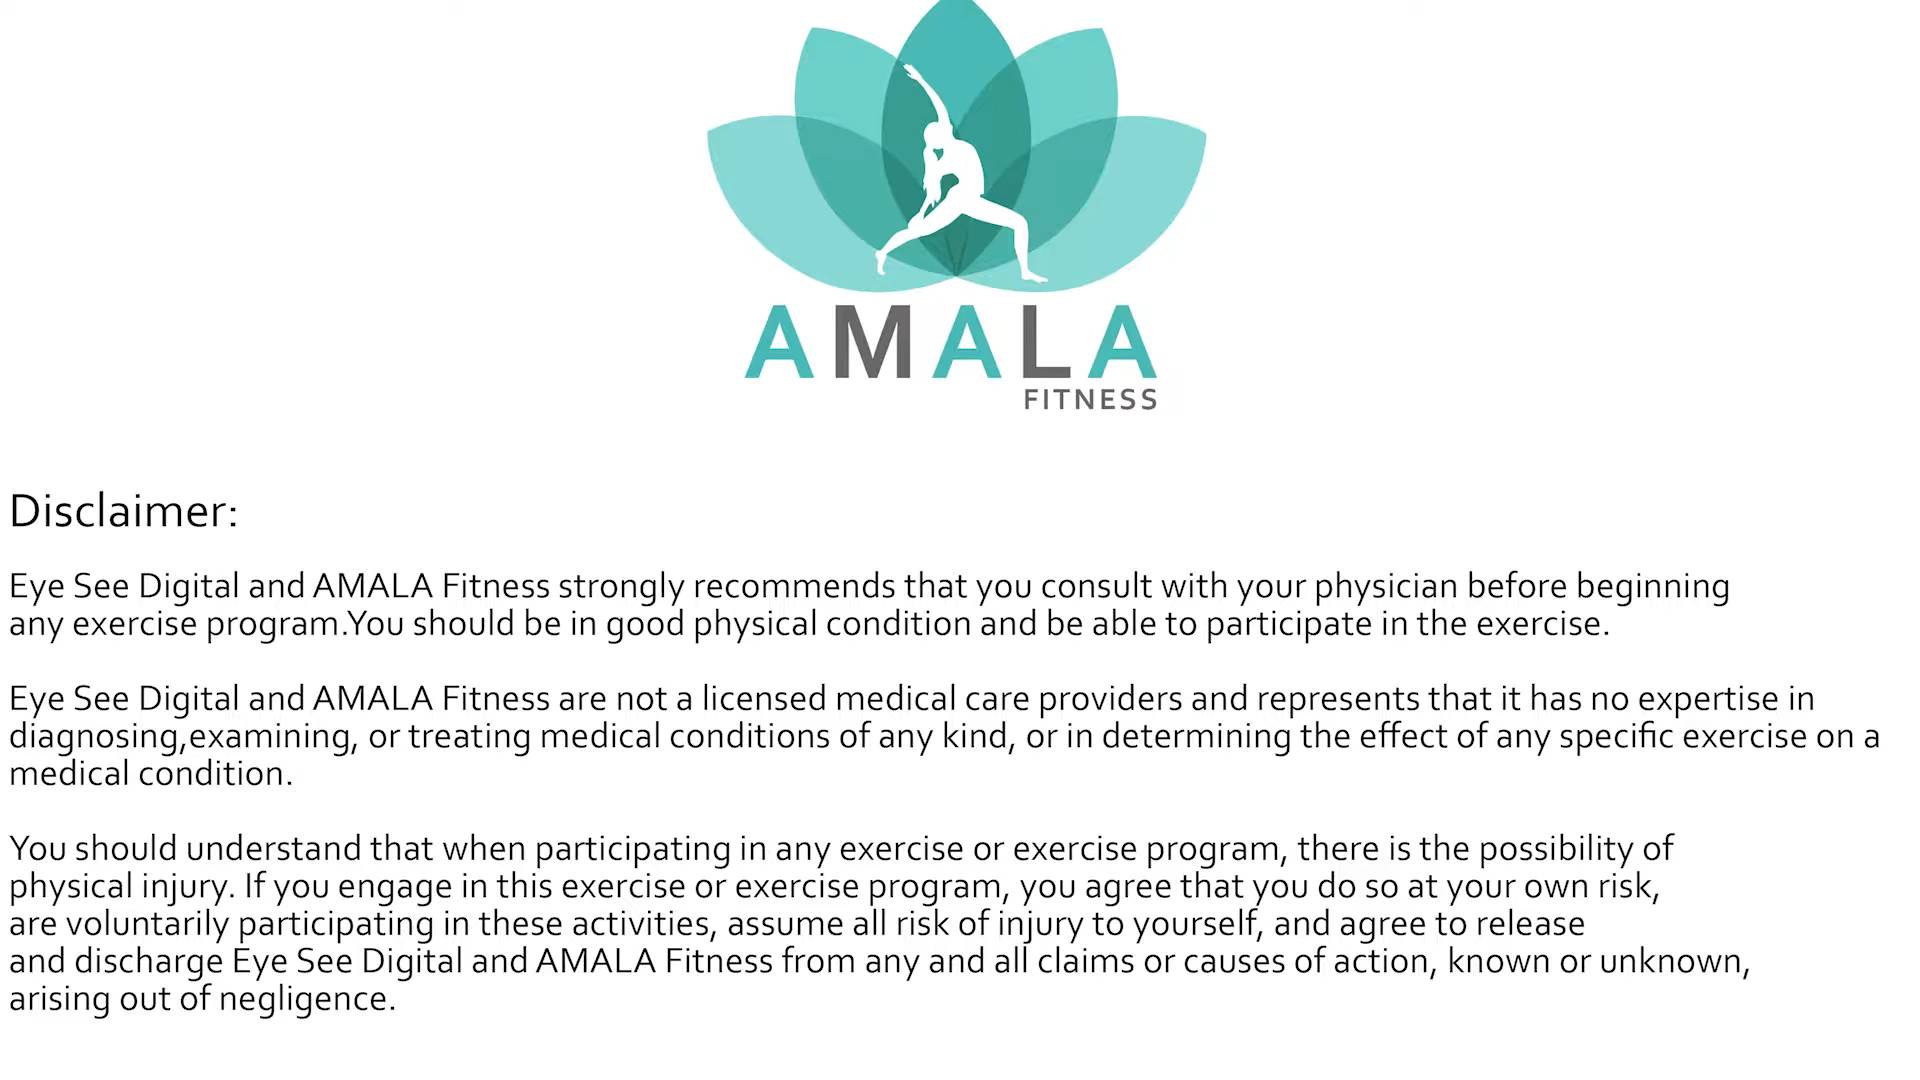 AMALA
FITNESS
Disclaimer:
Eye See Digital and AMALA Fitness strongly recommends that you consult with your physician before beginning
any exercise program.You should be in good physical condition and be able to participate in the exercise.
Eye See Digital and AMALA Fitness are not a licensed medical care providers and represents that it has no expertise in
diagnosing,examining, or treating medical conditions of any kind, or in determining the effect of any specific exercise on a
medical condition.
You should understand that when participating in any exercise or exercise program, there is the possibility of
physical injury. If you engage in this exercise or exercise program, you agree that you do so at your own risk,
are voluntarily participating in these activities, assume all risk of injury to yourself, and agree to release
and discharge Eye See Digital and AMALA Fitness from any and all claims or causes of action, known or unknown,
arising out of negligence.